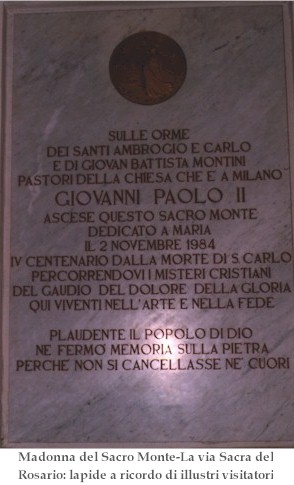 SULLE ORME
DEI SANTI AMBROGIO E CARLO
E DI GIOVAN BATTISTA MONTINI
PASTORI DELLA CHIESA CHE E A MILANO
GIOVANNI PAOLO II
ASCESE QUESTO SACRO MONTE
DEDICATO A MARIA
IL 2 NOVEMBRE 1984
IV CENTENARIO DALLA MORTE DI S. CARLO
PERCORRENDOVI I MISTERI CRISTIANI
DEL GAUDIO DEL DOLORE DELLA GLORIA
QUI VIVENTI NELL'ARTE E NELLA FEDE
PLAUDENTE IL POPOLO DI DIO
NE FERMO' MEMORIA SULLA PIETRA
PERCHE' NON SI CANCELLASSE NE' CUORI
Madonna del Sacro Monte-La via Sacra del
Rosario: lapide a ricordo di illustri visitatori